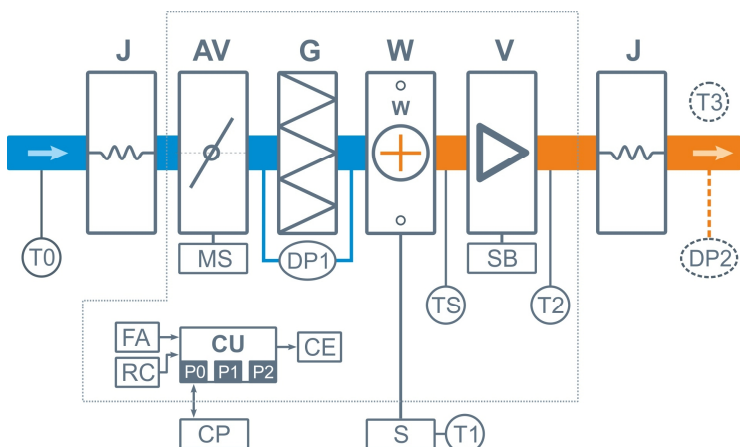 J AV G W V J
W
T3
T0 MS DP1 SB DP2
TS T2
FA CU CE
RC P0 P1 P2
CP S T1